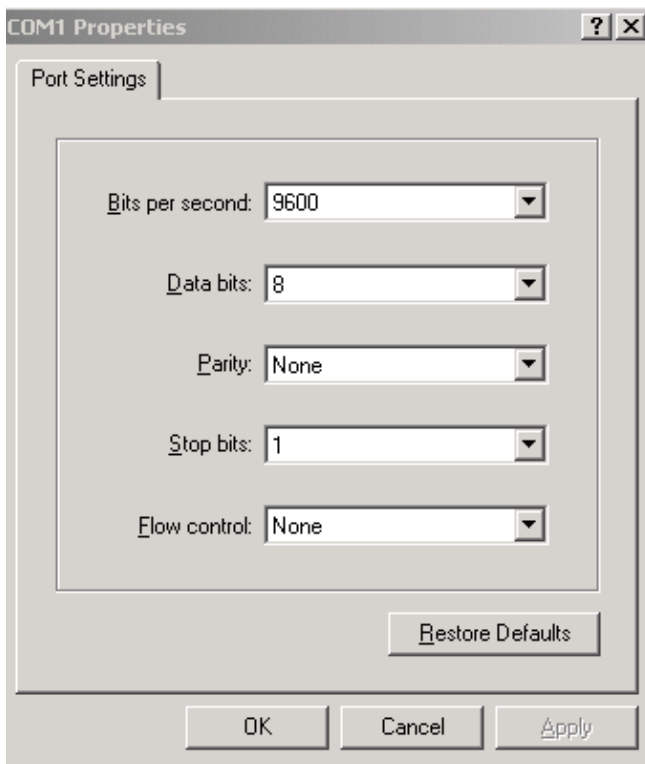 COM1 Properties
Port Settings
Bits per second: 9600
Data bits: 8
Parity: None
Stop bits: 1
Flow control: None
Restore Defaults
OK Cancel Apply